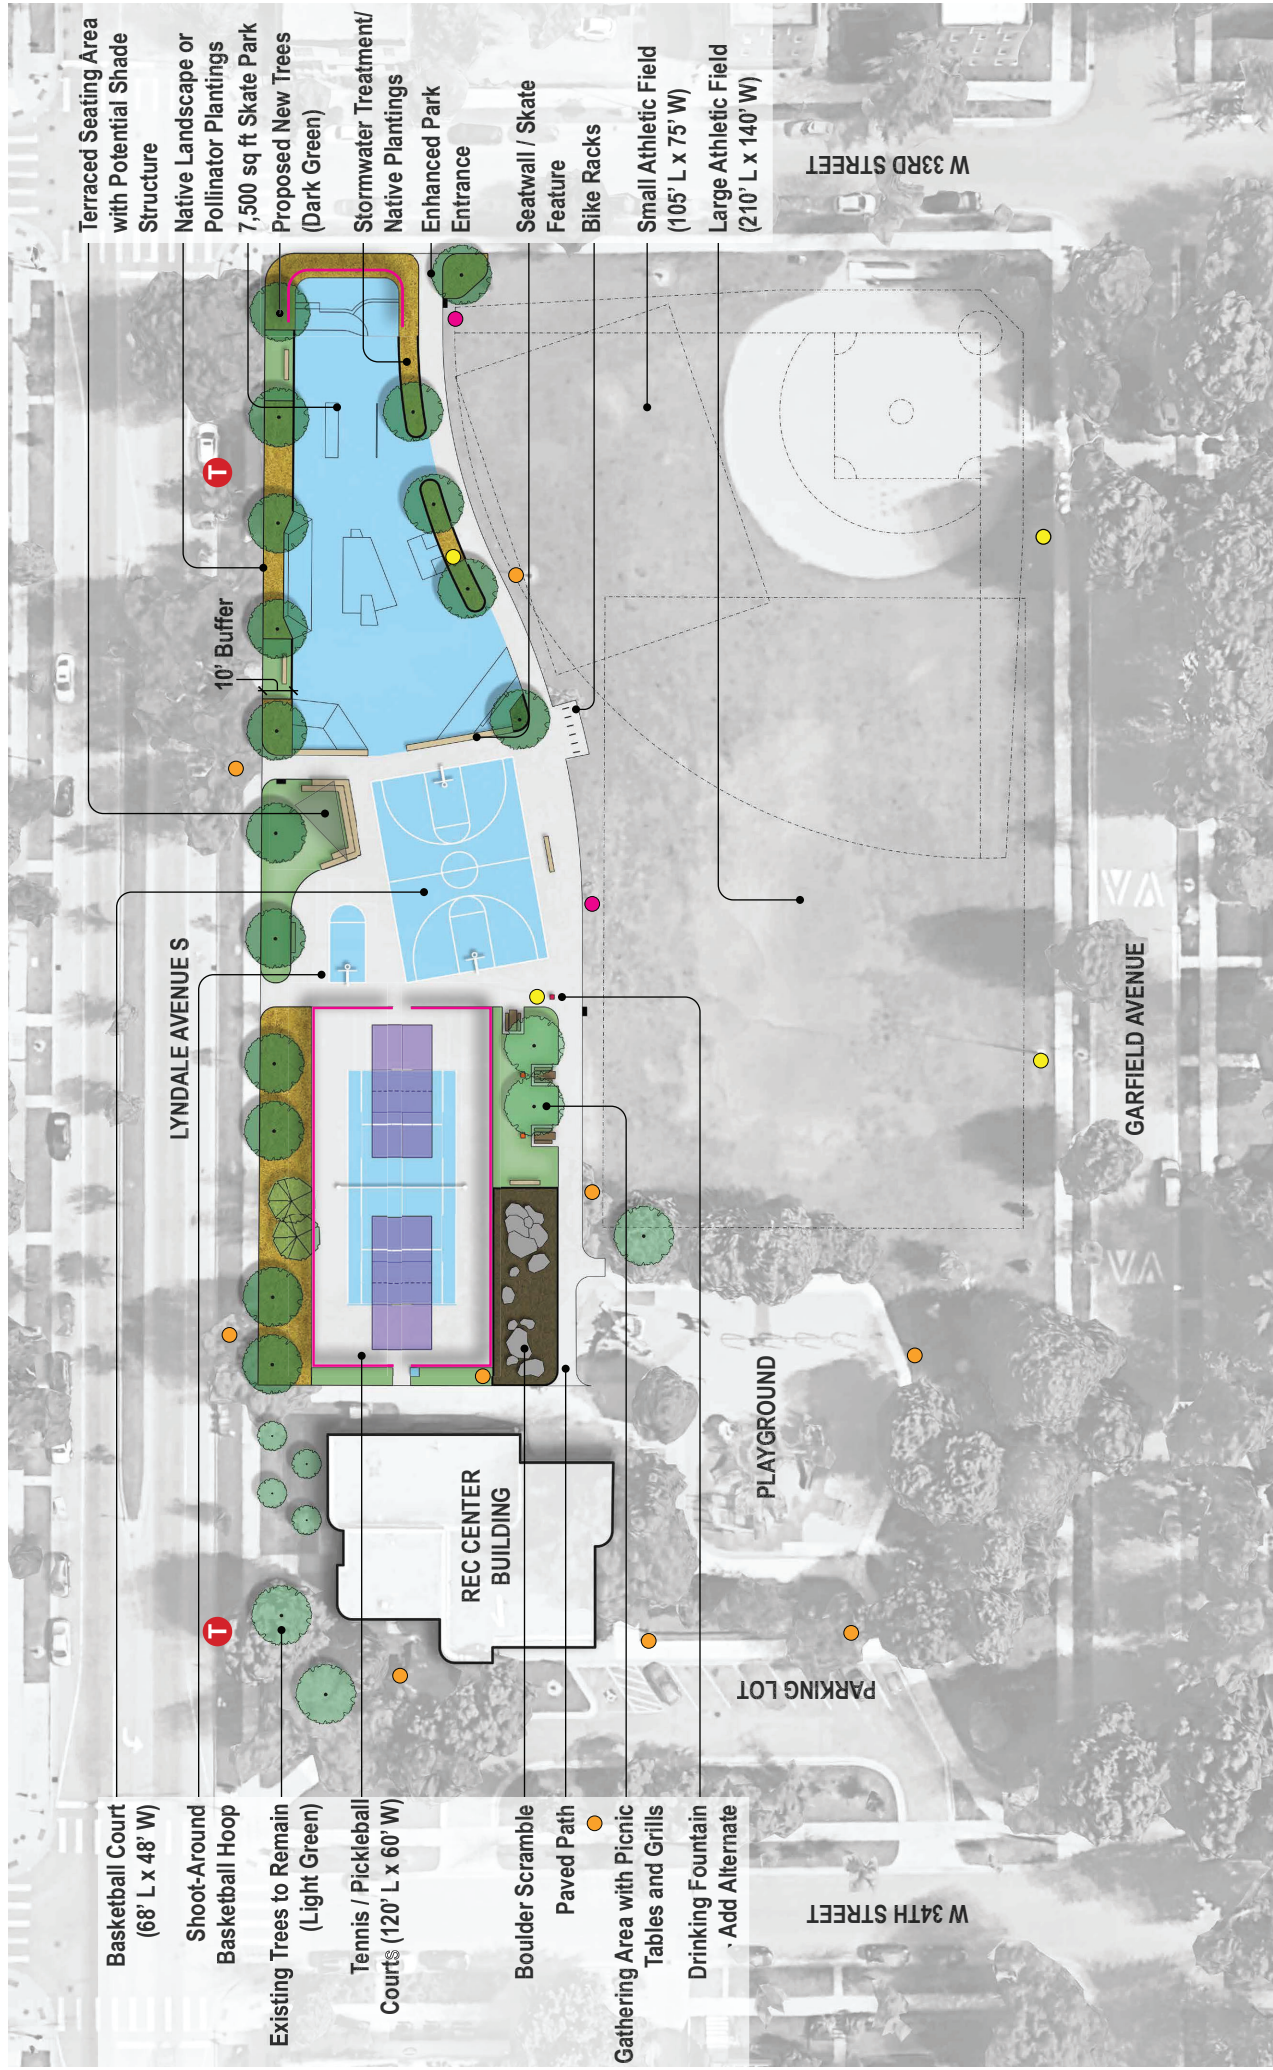 Basketball Court
(68' L x 48' W)
Shoot-Around
Basketball Hoop
Existing Trees to Remain
(Light Green)
Tennis / Pickleball
Courts (120' L x 60' W)
Boulder Scramble
Paved Path
Gathering Area with Picnic
Tables and Grills
Drinking Fountain
, Add Alternate
Terraced Seating Area
with Potential Shade
Structure
Native Landscape or
Pollinator Plantings
7,500 sq ft Skate Park
Proposed New Trees
(Dark Green)
Stormwater Treatment/
Native Plantings
Enhanced Park
Entrance
Seatwall / Skate
Feature
Bike Racks
Small Athletic Field
(105' L x 75' W)
Large Athletic Field
(210' L x 140' W)
LYNDALE AVENUE S
10' Buffer
T
T
REC CENTER
BUILDING
PLAYGROUND
PARKING LOT
GARFIELD AVENUE
W 34TH STREET
W 33RD STREET